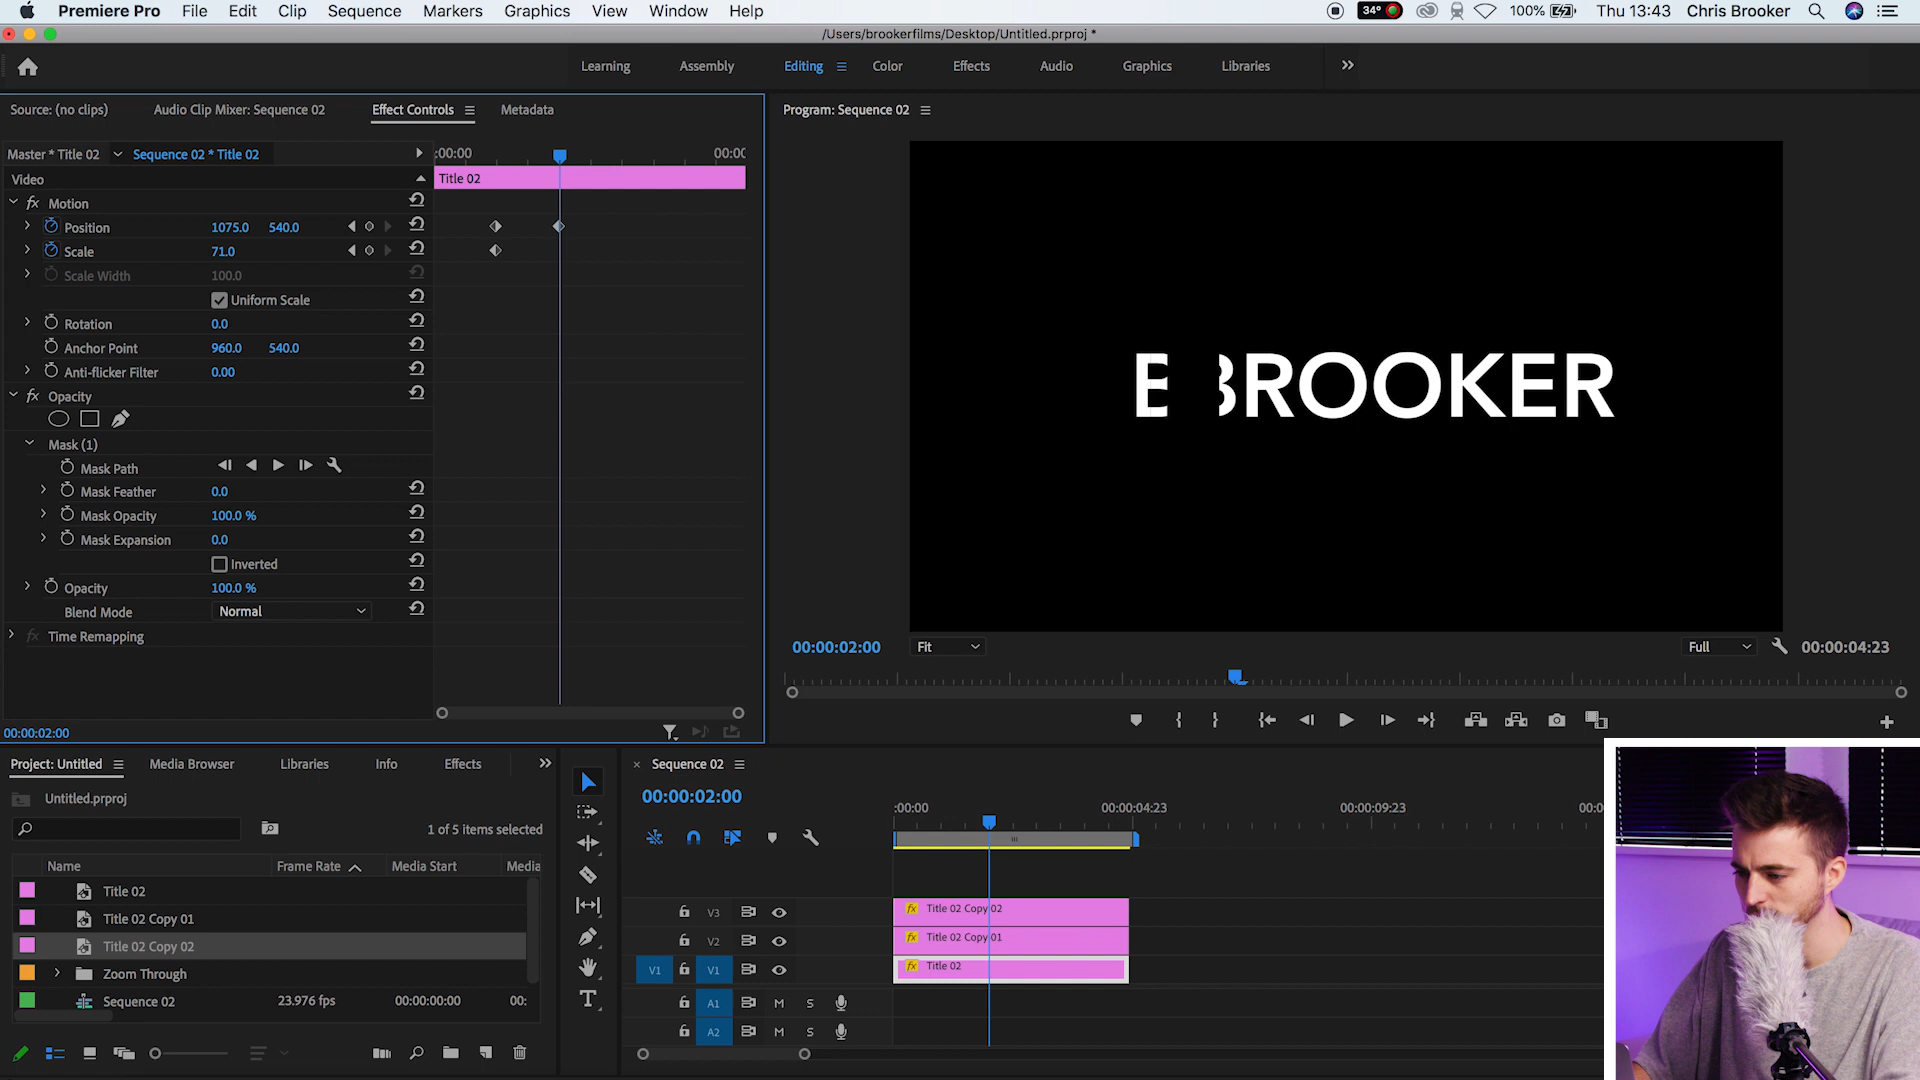 Premiere Pro File Edit Clip Sequence Markers Graphics View Window Help 34° 100% Thu 13:43 Chris Brooker
/Users/brookerfilms/Desktop/Untitled.prproj *
Learning Assembly Editing Color Effects Audio Graphics Libraries
Source: (no clips) Audio Clip Mixer: Sequence 02 Effect Controls Metadata
Program: Sequence 02
Master * Title 02 Sequence 02 * Title 02 :00:00 00:00
Video Title 02
fx Motion
Position 1075.0 540.0
Scale 71.0
Scale Width 100.0
Uniform Scale
Rotation 0.0
Anchor Point 960.0 540.0
Anti-flicker Filter 0.00
fx Opacity
Mask (1)
Mask Path
Mask Feather 0.0
Mask Opacity 100.0 %
Mask Expansion 0.0
Inverted
Opacity 100.0 %
Blend Mode Normal
fx Time Remapping
00:00:02:00
E BROOKER
00:00:02:00 Fit Full 00:00:04:23
Project: Untitled Media Browser Libraries Info Effects
Untitled.prproj
1 of 5 items selected
Name Frame Rate Media Start Media
Title 02
Title 02 Copy 01
Title 02 Copy 02
Zoom Through
Sequence 02 23.976 fps 00:00:00:00 00:
× Sequence 02
00:00:02:00
:00:00 00:00:04:23 00:00:09:23 00:
V3 fx Title 02 Copy 02
V2 fx Title 02 Copy 01
V1 V1 fx Title 02
A1 M S
A2 M S
T